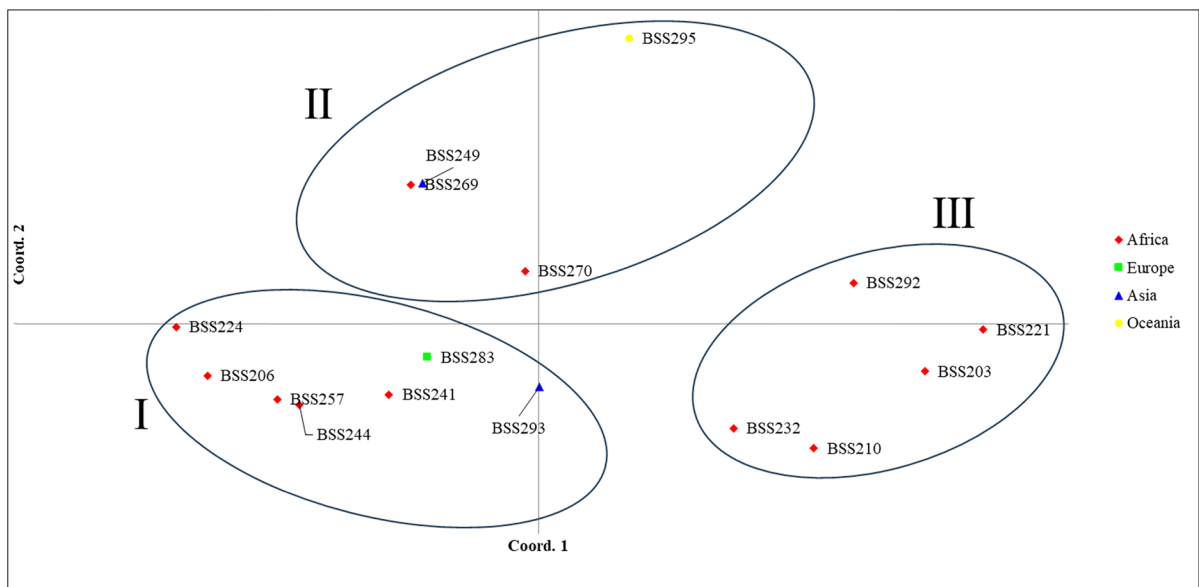 BSS295
II
BSS249
BSS269
III
Coord. 2
BSS270
BSS292
Africa
Europe
Asia
Oceania
BSS224
BSS221
BSS283
BSS206
BSS203
BSS257
BSS241
I
BSS244
BSS293
BSS232
BSS210
Coord. 1